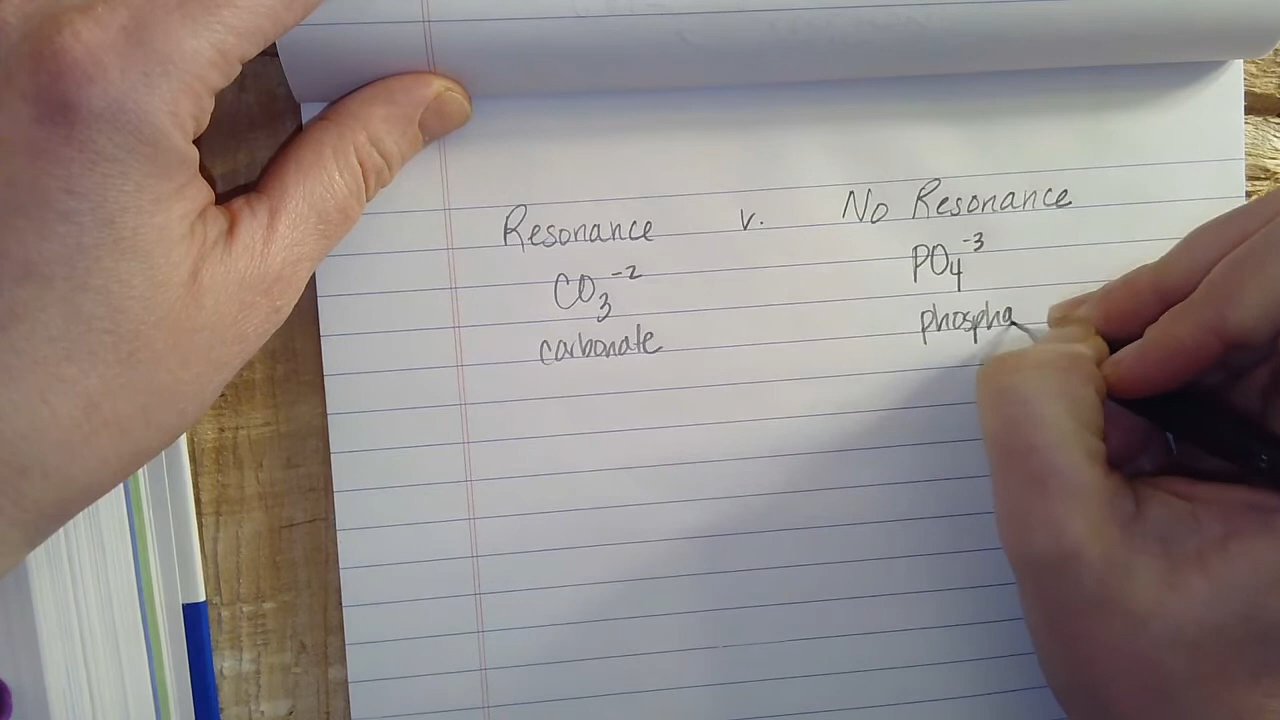 Resonance v. No Resonance
CO₃⁻² PO₄⁻³
carbonate phospha